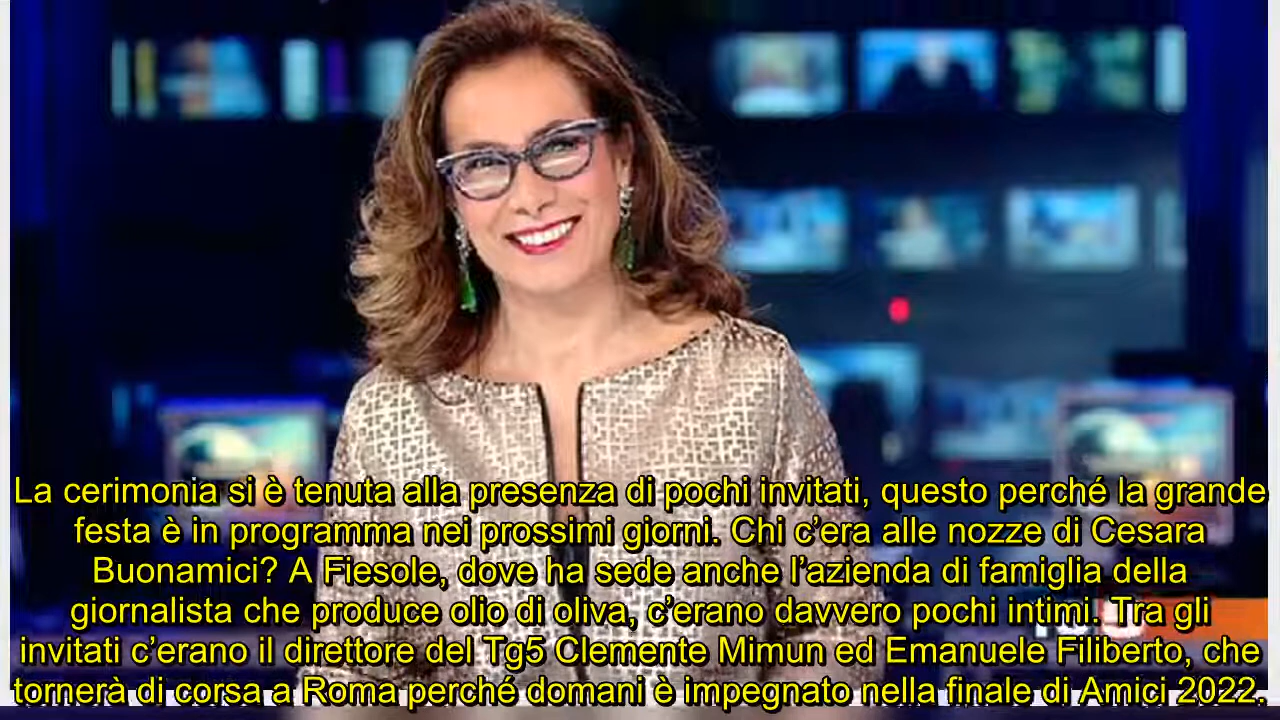 La cerimonia si è tenuta alla presenza di pochi invitati, questo perché la grande
festa è in programma nei prossimi giorni. Chi c’era alle nozze di Cesara
Buonamici? A Fiesole, dove ha sede anche l’azienda di famiglia della
giornalista che produce olio di oliva, c’erano davvero pochi intimi. Tra gli
invitati c’erano il direttore del Tg5 Clemente Mimun ed Emanuele Filiberto, che
tornerà di corsa a Roma perché domani è impegnato nella finale di Amici 2022.